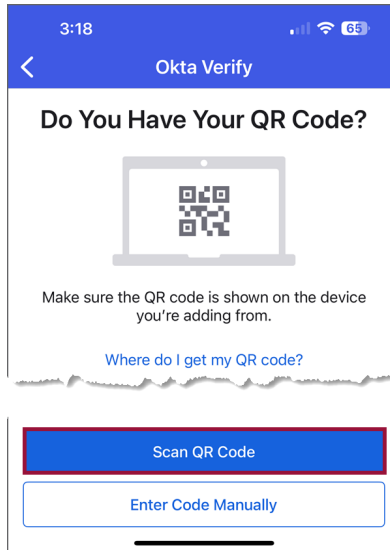 3:18
65
Okta Verify
Do You Have Your QR Code?
Make sure the QR code is shown on the device
you're adding from.
Where do I get my QR code?
Scan QR Code
Enter Code Manually